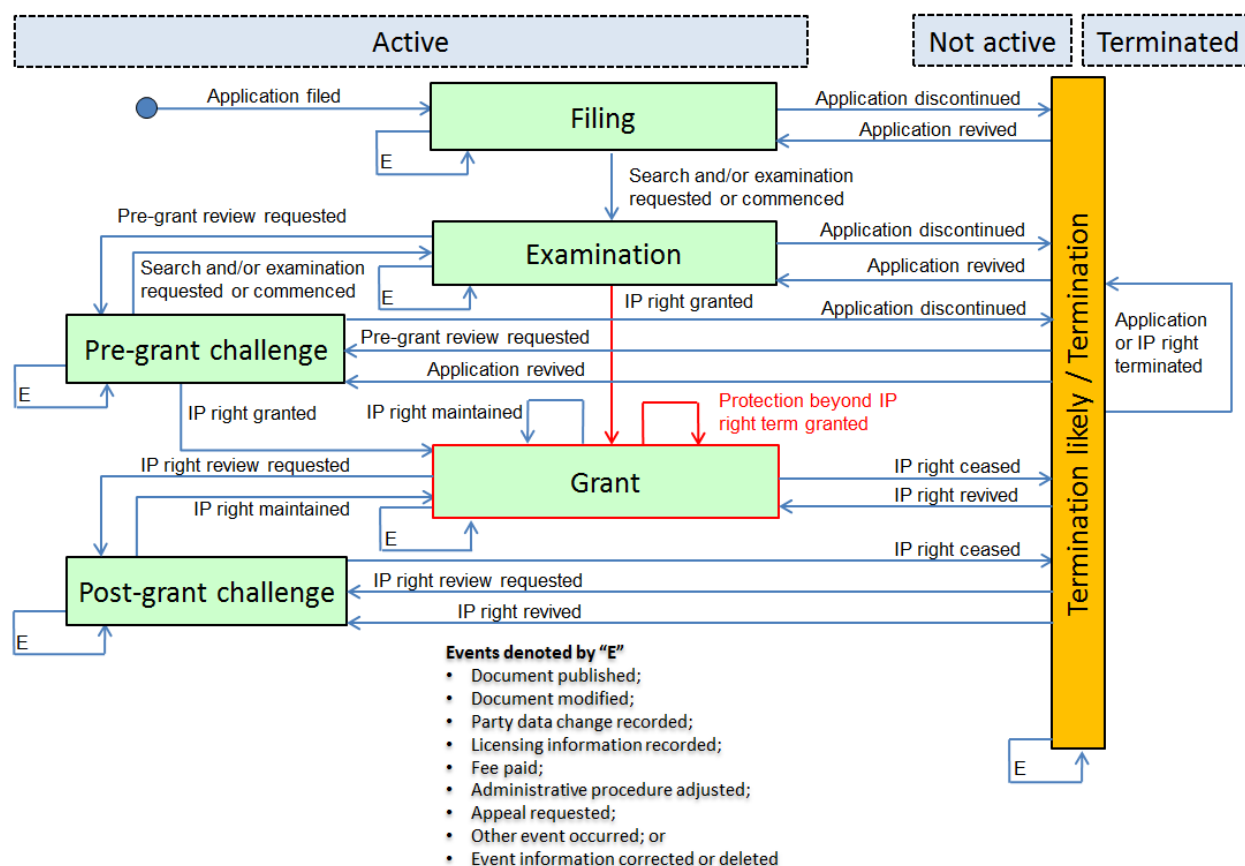 Active
Not active
Terminated
Application filed
Filing
Application discontinued
Application revived
E
Search and/or examination
requested or commenced
Pre-grant review requested
Examination
Application discontinued
Application revived
Search and/or examination
requested or commenced
E
IP right granted
Application discontinued
Pre-grant challenge
Pre-grant review requested
Application revived
E
Application
or IP right
terminated
Termination likely / Termination
IP right granted
IP right maintained
Protection beyond IP
right term granted
IP right review requested
Grant
IP right ceased
IP right revived
IP right maintained
E
IP right ceased
Post-grant challenge
IP right review requested
IP right revived
E
Events denoted by “E”
• Document published;
• Document modified;
• Party data change recorded;
• Licensing information recorded;
• Fee paid;
• Administrative procedure adjusted;
• Appeal requested;
• Other event occurred; or
• Event information corrected or deleted
E